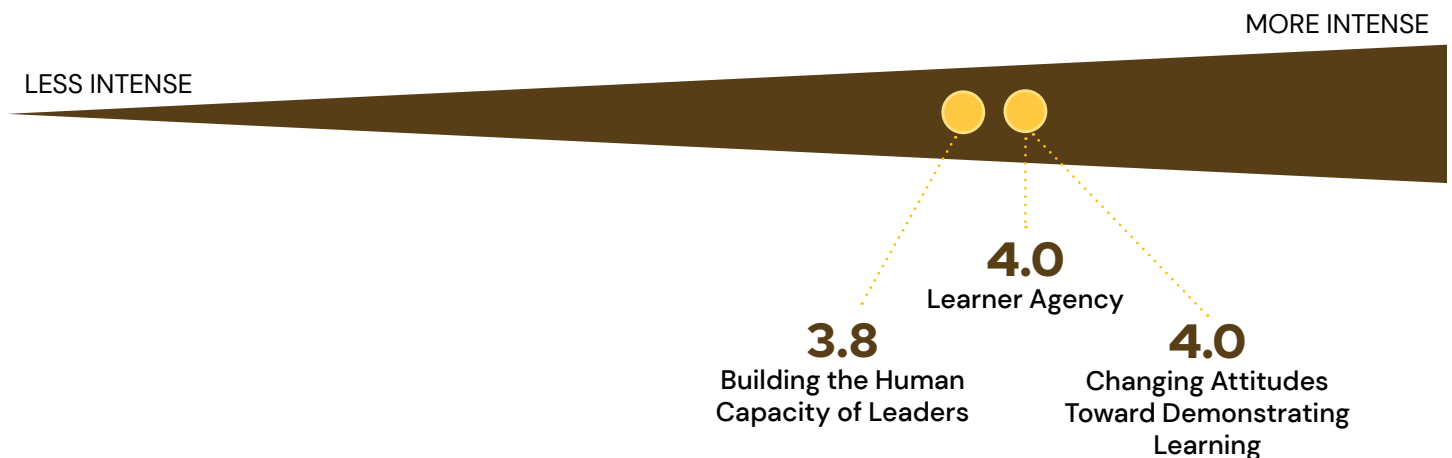 MORE INTENSE
LESS INTENSE
4.0
Learner Agency
3.8
Building the Human
Capacity of Leaders
4.0
Changing Attitudes
Toward Demonstrating
Learning